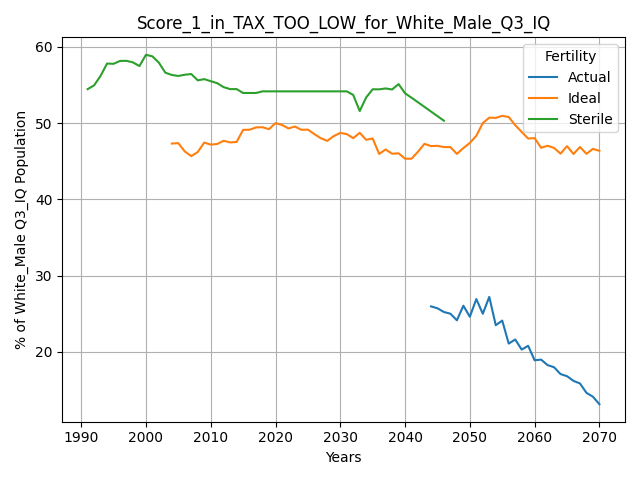 Score_1_in_TAX_TOO_LOW_for_White_Male_Q3_IQ
Fertility
Actual
Ideal
Sterile
% of White_Male Q3_IQ Population
60
50
40
30
20
1990 2000 2010 2020 2030 2040 2050 2060 2070
Years